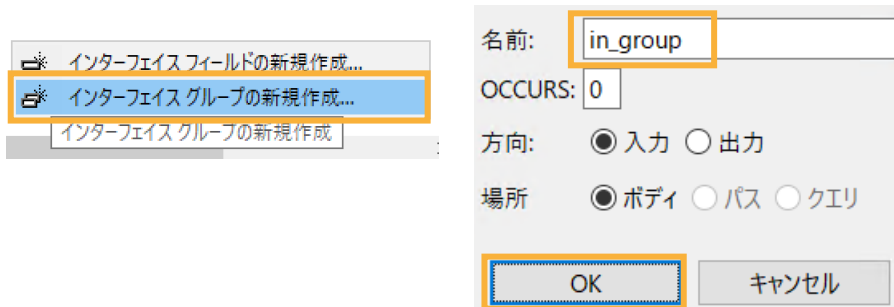 インターフェイス フィールドの新規作成...
インターフェイス グループの新規作成...
インターフェイス グループの新規作成
名前: in_group
OCCURS: 0
方向: 入力 出力
場所 ボディ パス クエリ
OK キャンセル